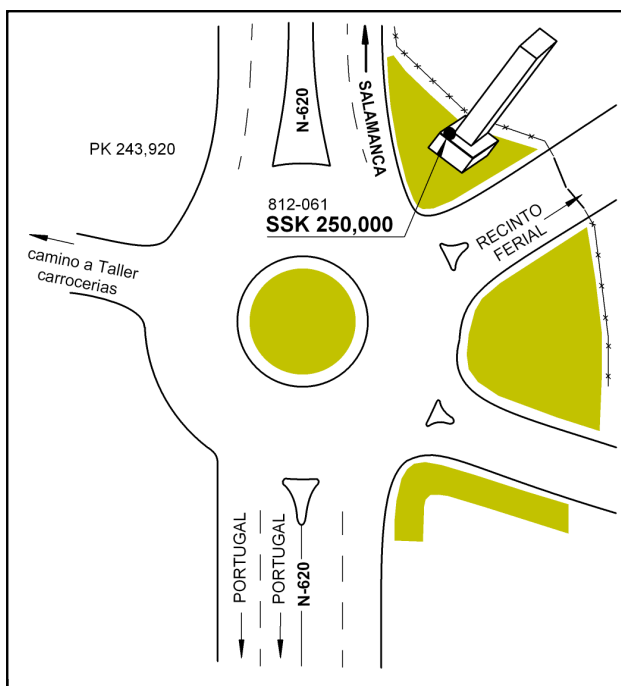 N-620
SALAMANCA
PK 243,920
812-061
SSK 250,000
RECINTO
FERIAL
camino a Taller
carrocerias
PORTUGAL
PORTUGAL
N-620